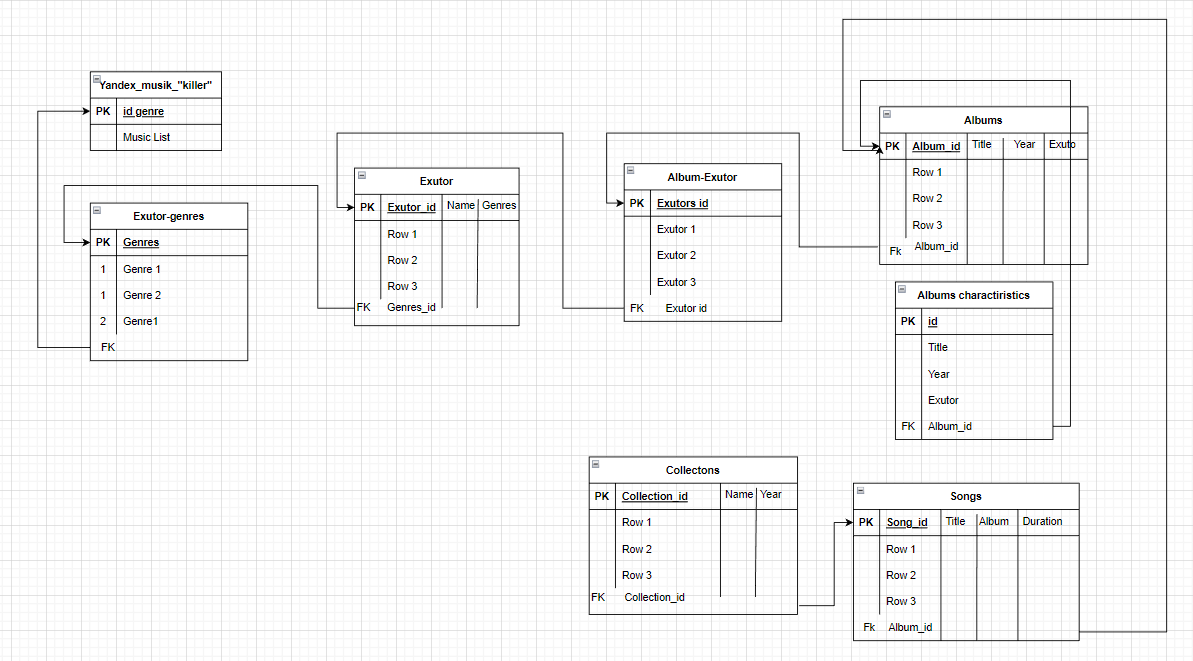 Yandex_musik_"killer"
PK id genre
Music List
Exutor-genres
PK Genres
1 Genre 1
1 Genre 2
2 Genre1
FK
Exutor
PK Exutor_id Name Genres
Row 1
Row 2
Row 3
FK Genres_id
Album-Exutor
PK Exutors id
Exutor 1
Exutor 2
Exutor 3
FK Exutor id
Albums
PK Album_id Title Year Exuto
Row 1
Row 2
Row 3
Fk Album_id
Albums charactiristics
PK id
Title
Year
Exutor
FK Album_id
Collectons
PK Collection_id Name Year
Row 1
Row 2
Row 3
FK Collection_id
Songs
PK Song_id Title Album Duration
Row 1
Row 2
Row 3
Fk Album_id